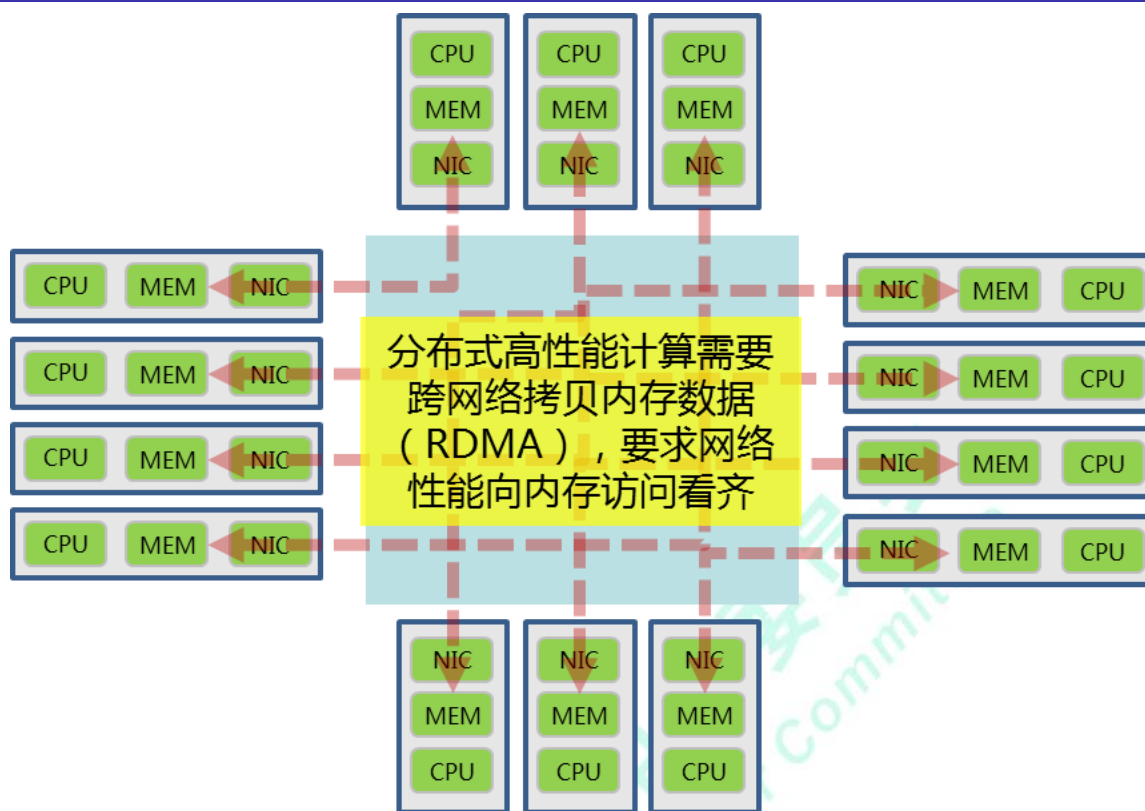 CPU CPU CPU
MEM MEM MEM
NIC NIC NIC
CPU MEM NIC
NIC MEM CPU
CPU MEM NIC
NIC MEM CPU
CPU MEM NIC
NIC MEM CPU
CPU MEM NIC
NIC MEM CPU
分布式高性能计算需要
跨网络拷贝内存数据
（RDMA），要求网络
性能向内存访问看齐
NIC NIC NIC
MEM MEM MEM
CPU CPU CPU